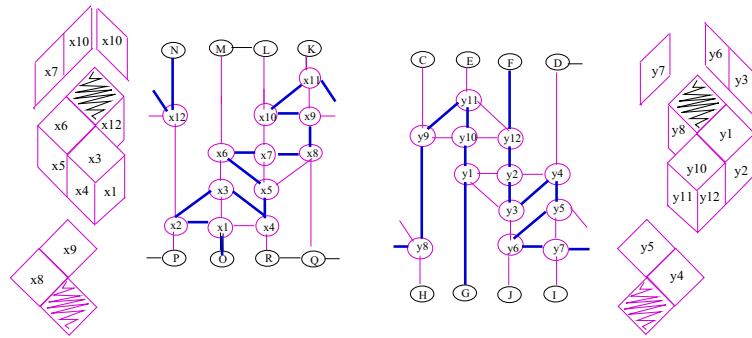 x10 x10
x7
x6 x12
x5 x3
x4 x1
x9
x8
N M L K
x11
x12 x10 x9
x6 x7 x8
x3 x5
x2 x1 x4
P O R Q
C E F D
y11
y9 y10 y12
y1 y2 y4
y3 y5
y8 y6 y7
H G J I
y6
y7 y3
y8 y1
y10 y2
y11 y12
y5
y4